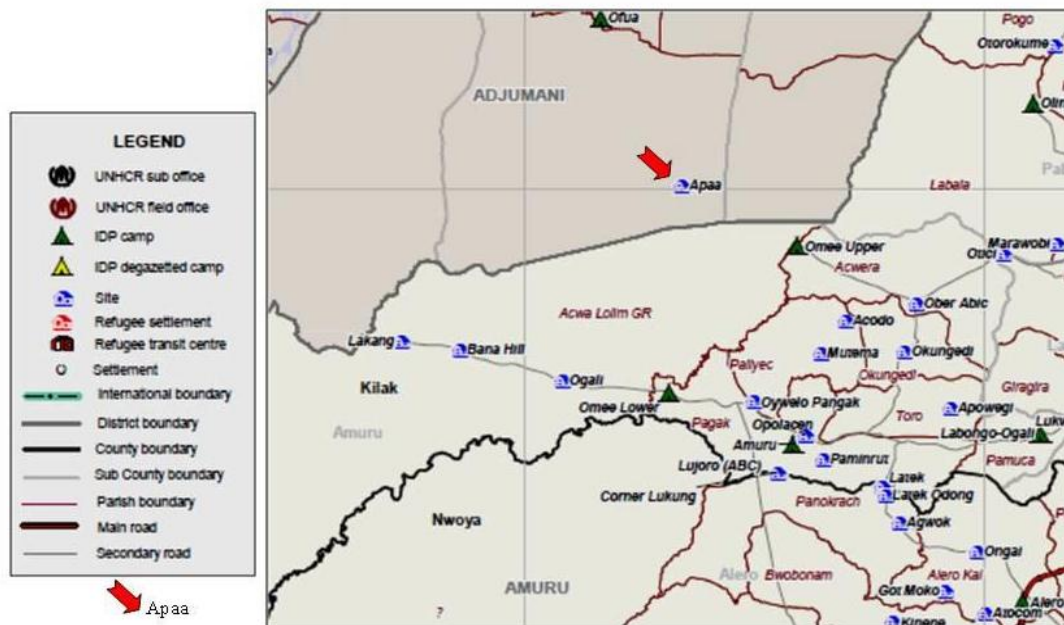 LEGEND
UNHCR sub office
UNHCR field office
IDP camp
IDP degazetted camp
Site
Refugee settlement
Refugee transit centre
Settlement
International boundary
District boundary
County boundary
Sub County boundary
Parish boundary
Main road
Secondary road
Apaa
Ofua
Pogo
Otorokume
ADJUMANI
Apaa
Labala
Omee Upper
Marawobi
Otici
Acwera
Ober Abic
Acwa Lolim GR
Acodo
Lakang
Bana Hill
Mutema
Okungedi
Pallyec
Okungedi
Kilak
Ogali
Giragira
Omee Lower
Oywelo Pangak
Apowegi
Toro
Amuru
Pagak
Opolacen
Labongo-Ogali
Amuru
Paminrut
Pamuca
Lujoro (ABC)
Latek
Corner Lukung
Panokrach
Latek Odong
Nwoya
Agwok
Ongai
AMURU
Alero
Bwobonam
Alero Kal
Got Moko
Alero
?
Atocom
Kinene